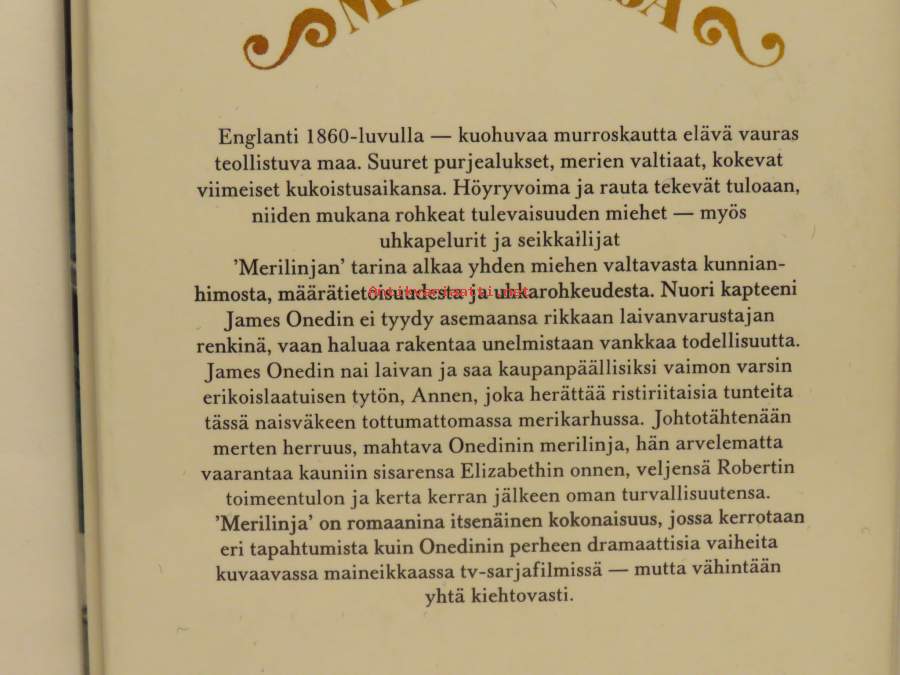 Englanti 1860-luvulla — kuohuvaa murroskautta elävä vauras
teollistuva maa. Suuret purjealukset, merien valtiaat, kokevat
viimeiset kukoistusaikansa. Höyryvoima ja rauta tekevät tuloaan,
niiden mukana rohkeat tulevaisuuden miehet — myös
uhkapelurit ja seikkailijat
'Merilinjan' tarina alkaa yhden miehen valtavasta kunnian-
himosta, määrätietoisuudesta ja uhkarohkeudesta. Nuori kapteeni
Antikvariaatti.net
James Onedin ei tyydy asemaansa rikkaan laivanvarustajan
renkinä, vaan haluaa rakentaa unelmistaan vankkaa todellisuutta.
James Onedin nai laivan ja saa kaupanpäällisiksi vaimon varsin
erikoislaatuisen tytön, Annen, joka herättää ristiriitaisia tunteita
tässä naisväkeen tottumattomassa merikarhussa. Johtotähtenään
merten herruus, mahtava Onedinin merilinja, hän arvelematta
vaarantaa kauniin sisarensa Elizabethin onnen, veljensä Robertin
toimeentulon ja kerta kerran jälkeen oman turvallisuutensa.
'Merilinja' on romaanina itsenäinen kokonaisuus, jossa kerrotaan
eri tapahtumista kuin Onedinin perheen dramaattisia vaiheita
kuvaavassa maineikkaassa tv-sarjafilmissä — mutta vähintään
yhtä kiehtovasti.